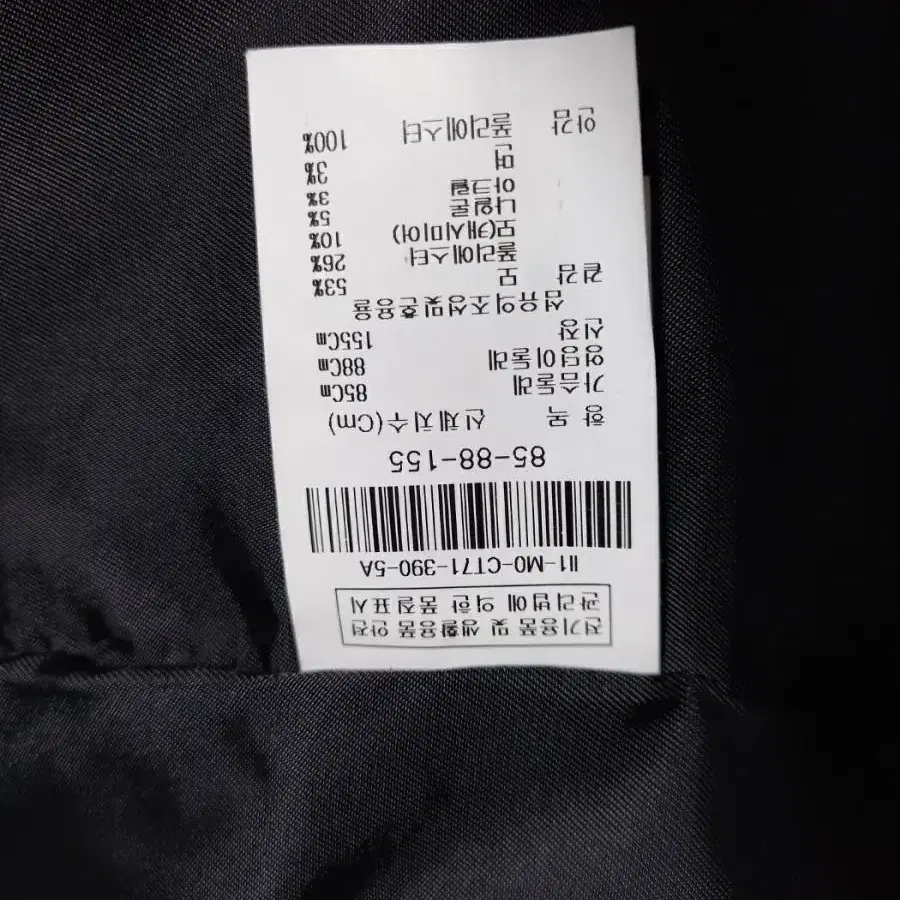 전기용품 및 생활용품 안전
관리법에 의한 품질표시
II1-M0-CT71-390-5A
85-88-155
항 목 신체치수(Cm)
가슴둘레 85Cm
엉덩이둘레 88Cm
신장 155Cm
섬유의조성및혼용율
겉감 모 53%
폴리에스터 26%
모(캐시미어) 10%
나일론 5%
아크릴 3%
면 3%
안감 폴리에스터 100%